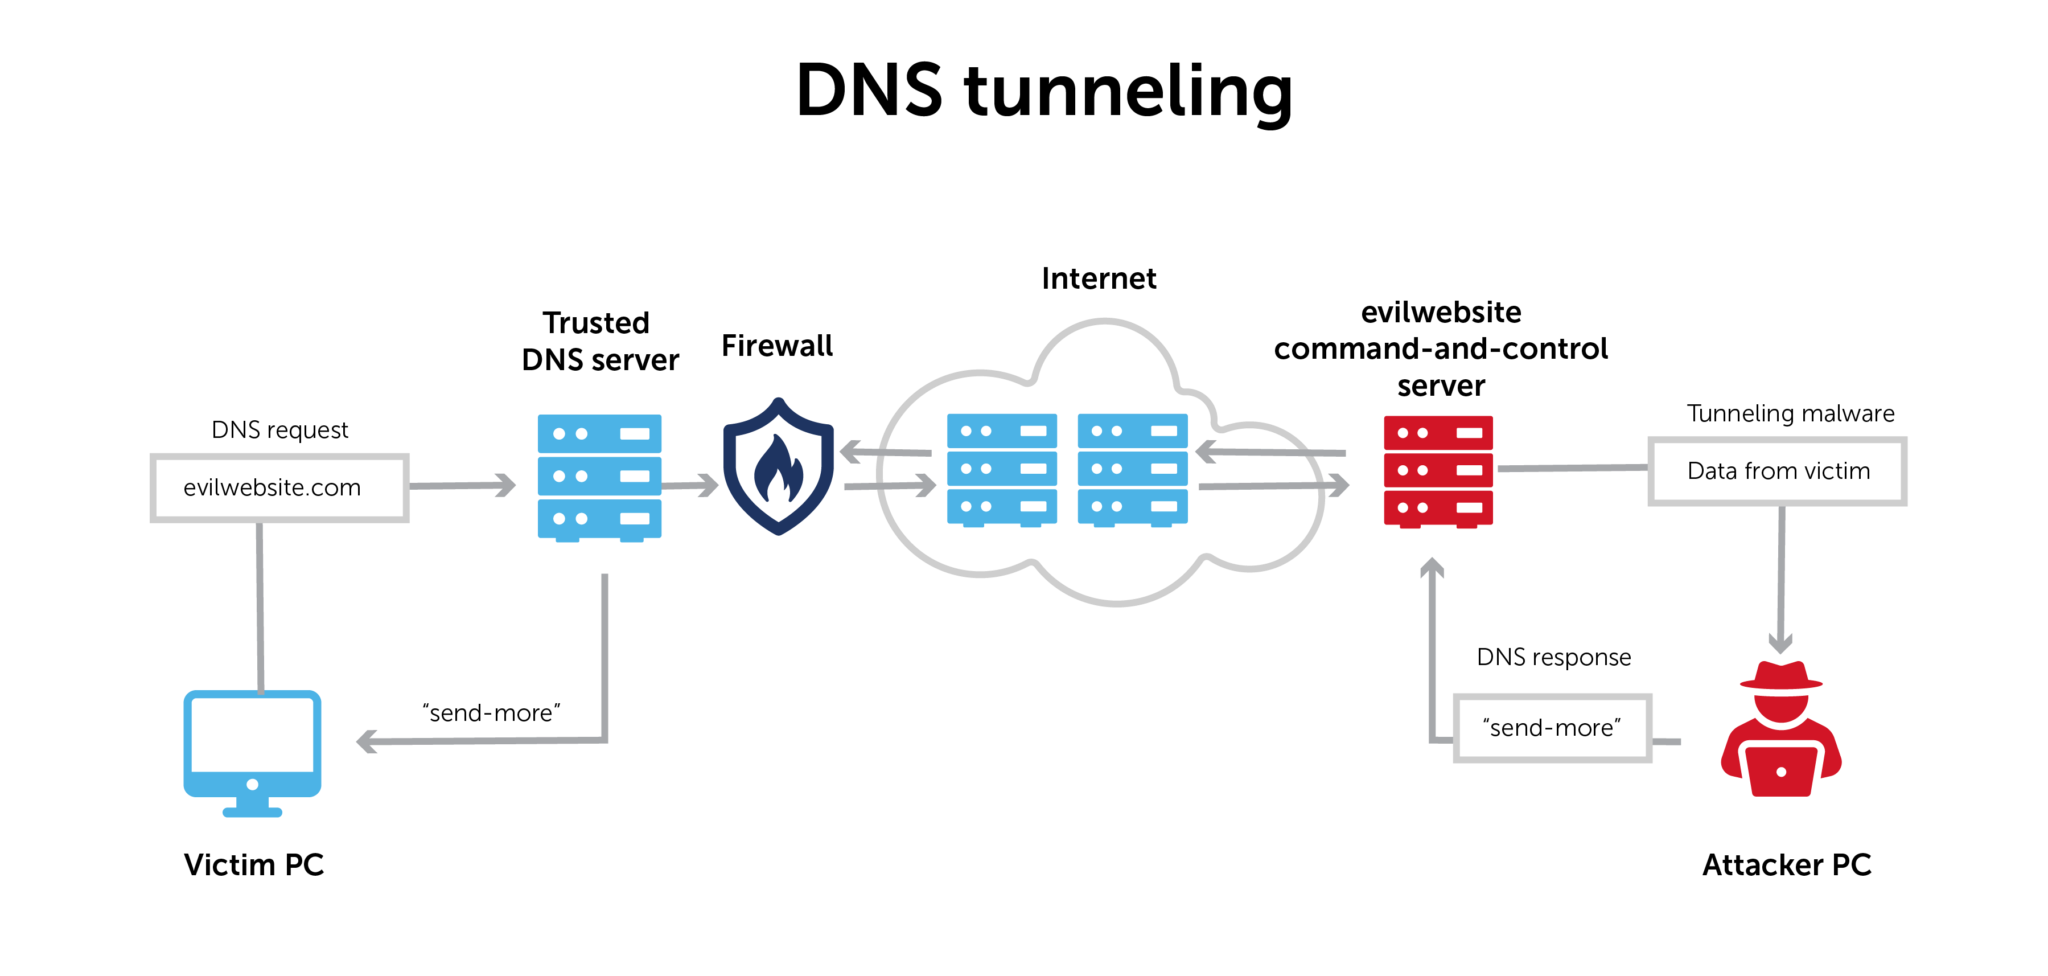 DNS tunneling
Internet
evilwebsite
command-and-control
server
Trusted
DNS server
Firewall
Tunneling malware
Data from victim
DNS request
evilwebsite.com
DNS response
“send-more”
“send-more”
Victim PC
Attacker PC